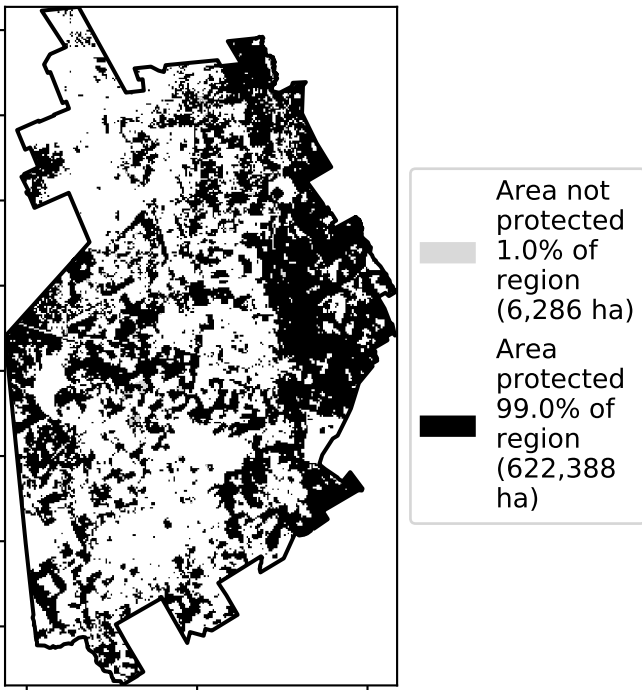 Area not
protected
1.0% of
region
(6,286 ha)
Area
protected
99.0% of
region
(622,388
ha)